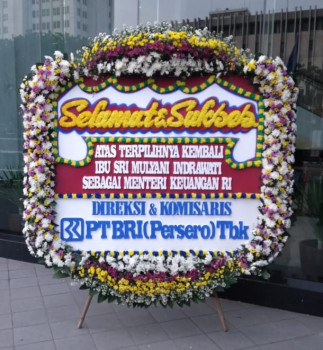 Selamat & Sukses
ATAS TERPILIHNYA KEMBALI
IBU SRI MULYANI INDRAWATI
SEBAGAI MENTERI KEUANGAN RI
DIREKSI & KOMISARIS
PT BRI (Persero) Tbk